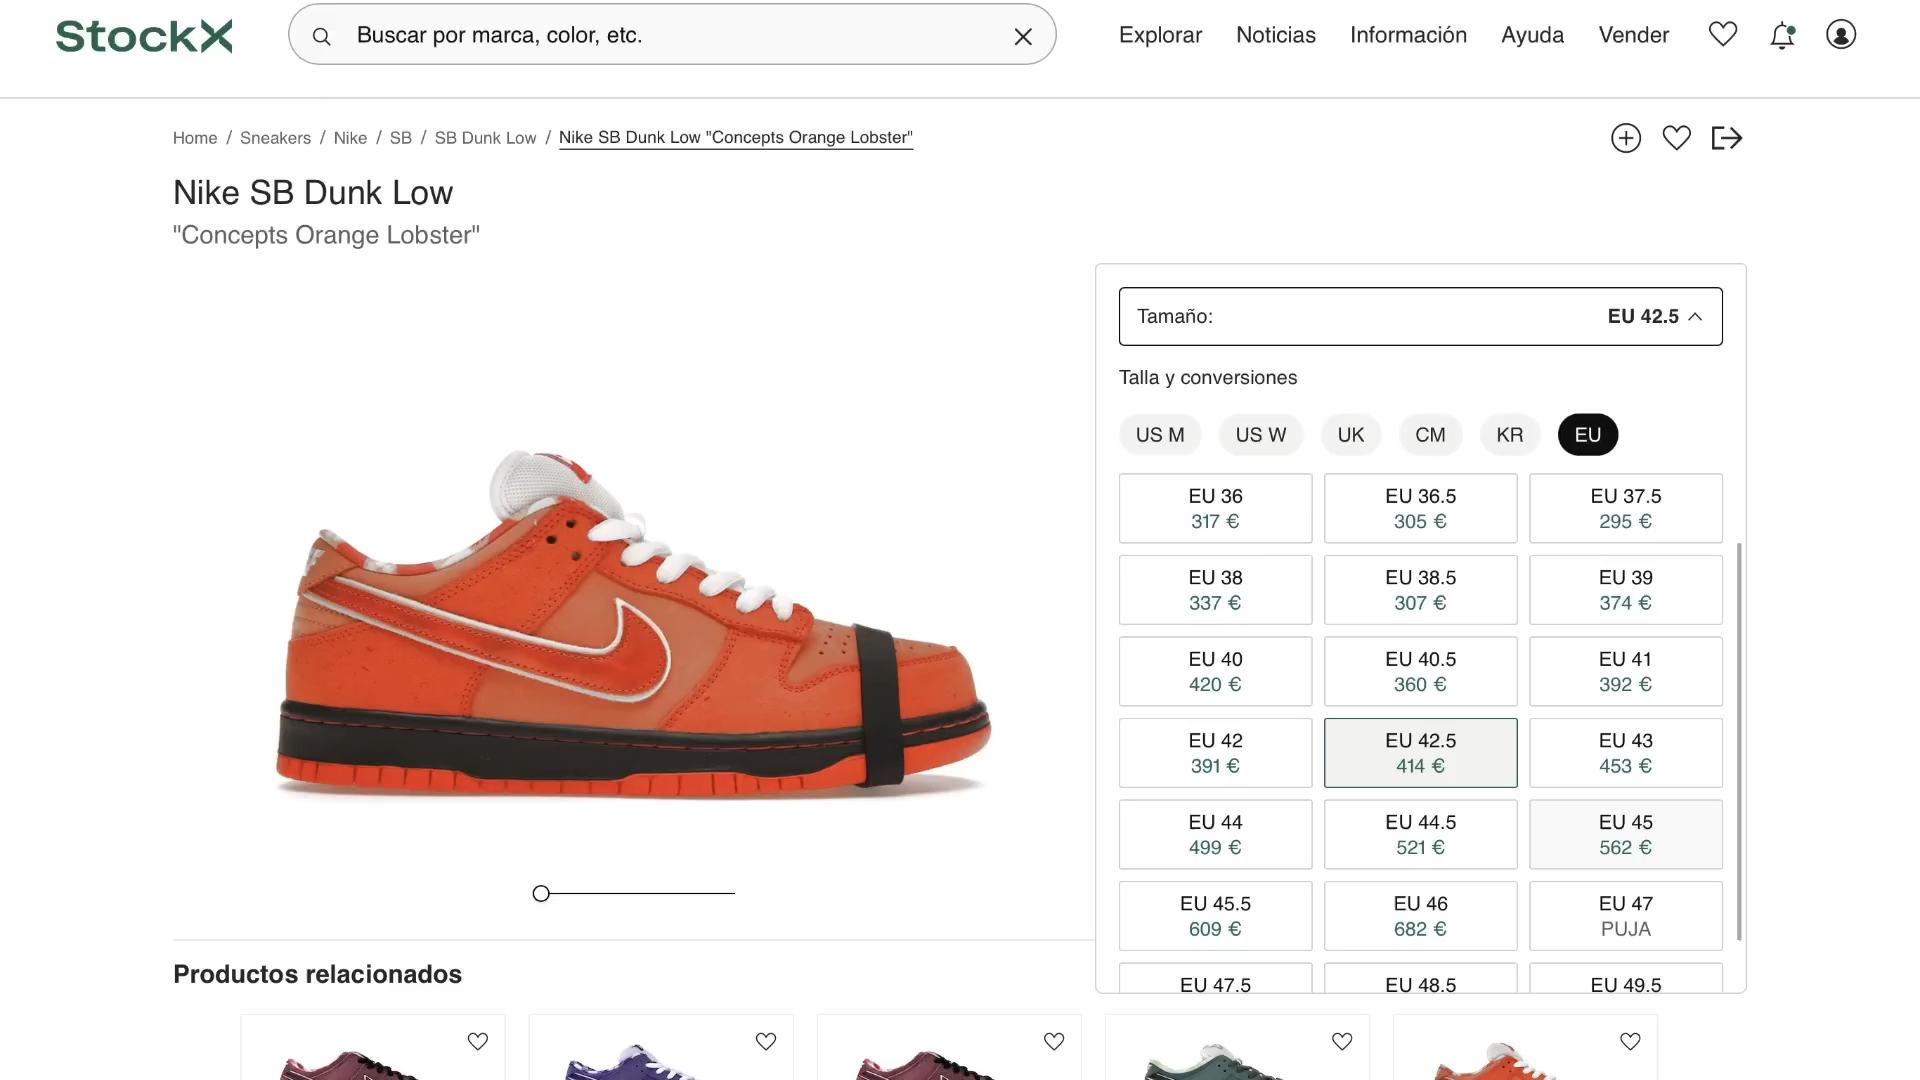 StockX
Buscar por marca, color, etc.
Explorar
Noticias
Información
Ayuda
Vender
Home / Sneakers / Nike / SB / SB Dunk Low / Nike SB Dunk Low "Concepts Orange Lobster"
Nike SB Dunk Low
"Concepts Orange Lobster"
Tamaño: EU 42.5
Talla y conversiones
US M US W UK CM KR EU
EU 36
317 €
EU 36.5
305 €
EU 37.5
295 €
EU 38
337 €
EU 38.5
307 €
EU 39
374 €
EU 40
420 €
EU 40.5
360 €
EU 41
392 €
EU 42
391 €
EU 42.5
414 €
EU 43
453 €
EU 44
499 €
EU 44.5
521 €
EU 45
562 €
EU 45.5
609 €
EU 46
682 €
EU 47
PUJA
EU 47.5
EU 48.5
EU 49.5
Productos relacionados